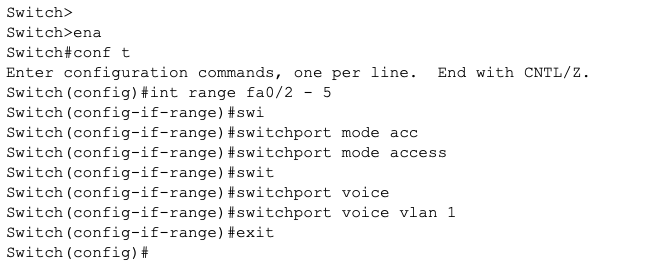 Switch>
Switch>ena
Switch#conf t
Enter configuration commands, one per line.  End with CNTL/Z.
Switch(config)#int range fa0/2 - 5
Switch(config-if-range)#swi
Switch(config-if-range)#switchport mode acc
Switch(config-if-range)#switchport mode access
Switch(config-if-range)#swit
Switch(config-if-range)#switchport voice
Switch(config-if-range)#switchport voice vlan 1
Switch(config-if-range)#exit
Switch(config)#